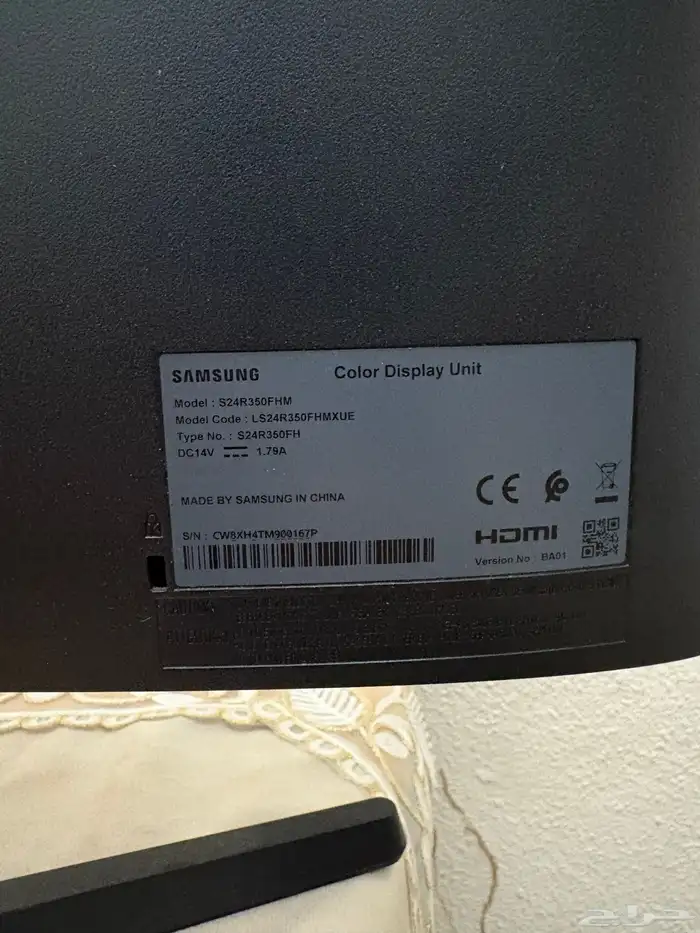 SAMSUNG
Color Display Unit
Model : S24R350FHM
Model Code : LS24R350FHMXUE
Type No. : S24R350FH
DC14V 1.79A
MADE BY SAMSUNG IN CHINA
S/N : CW8XH4TM900167P
CE
HDMI
Version No BA01
حراج